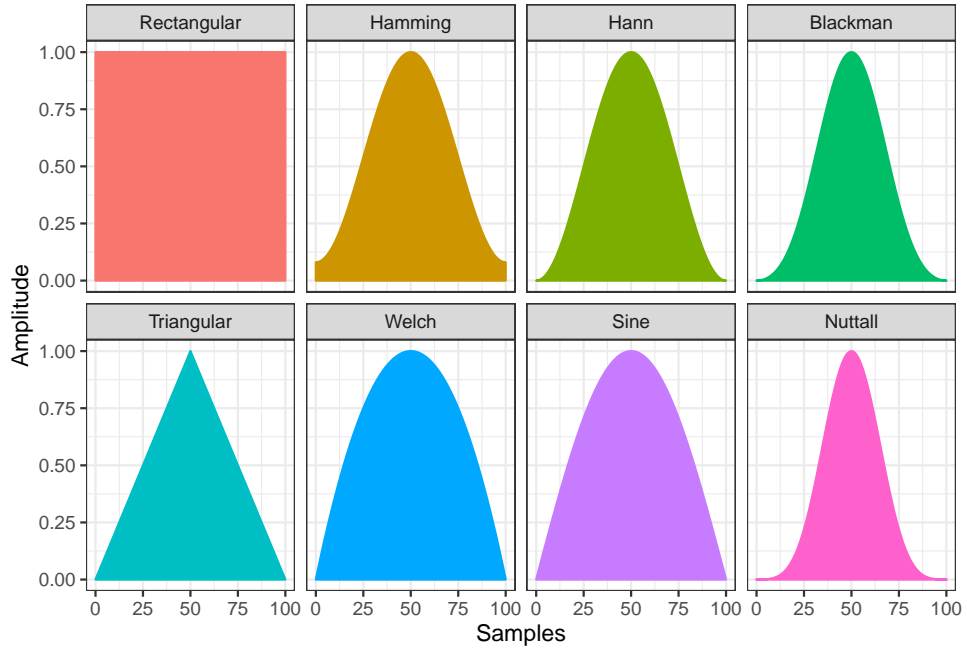 Rectangular Hamming Hann Blackman
1.00
0.75
0.50
0.25
0.00
Amplitude
Triangular Welch Sine Nuttall
1.00
0.75
0.50
0.25
0.00
0 25 50 75 100 0 25 50 75 100 0 25 50 75 100 0 25 50 75 100
Samples